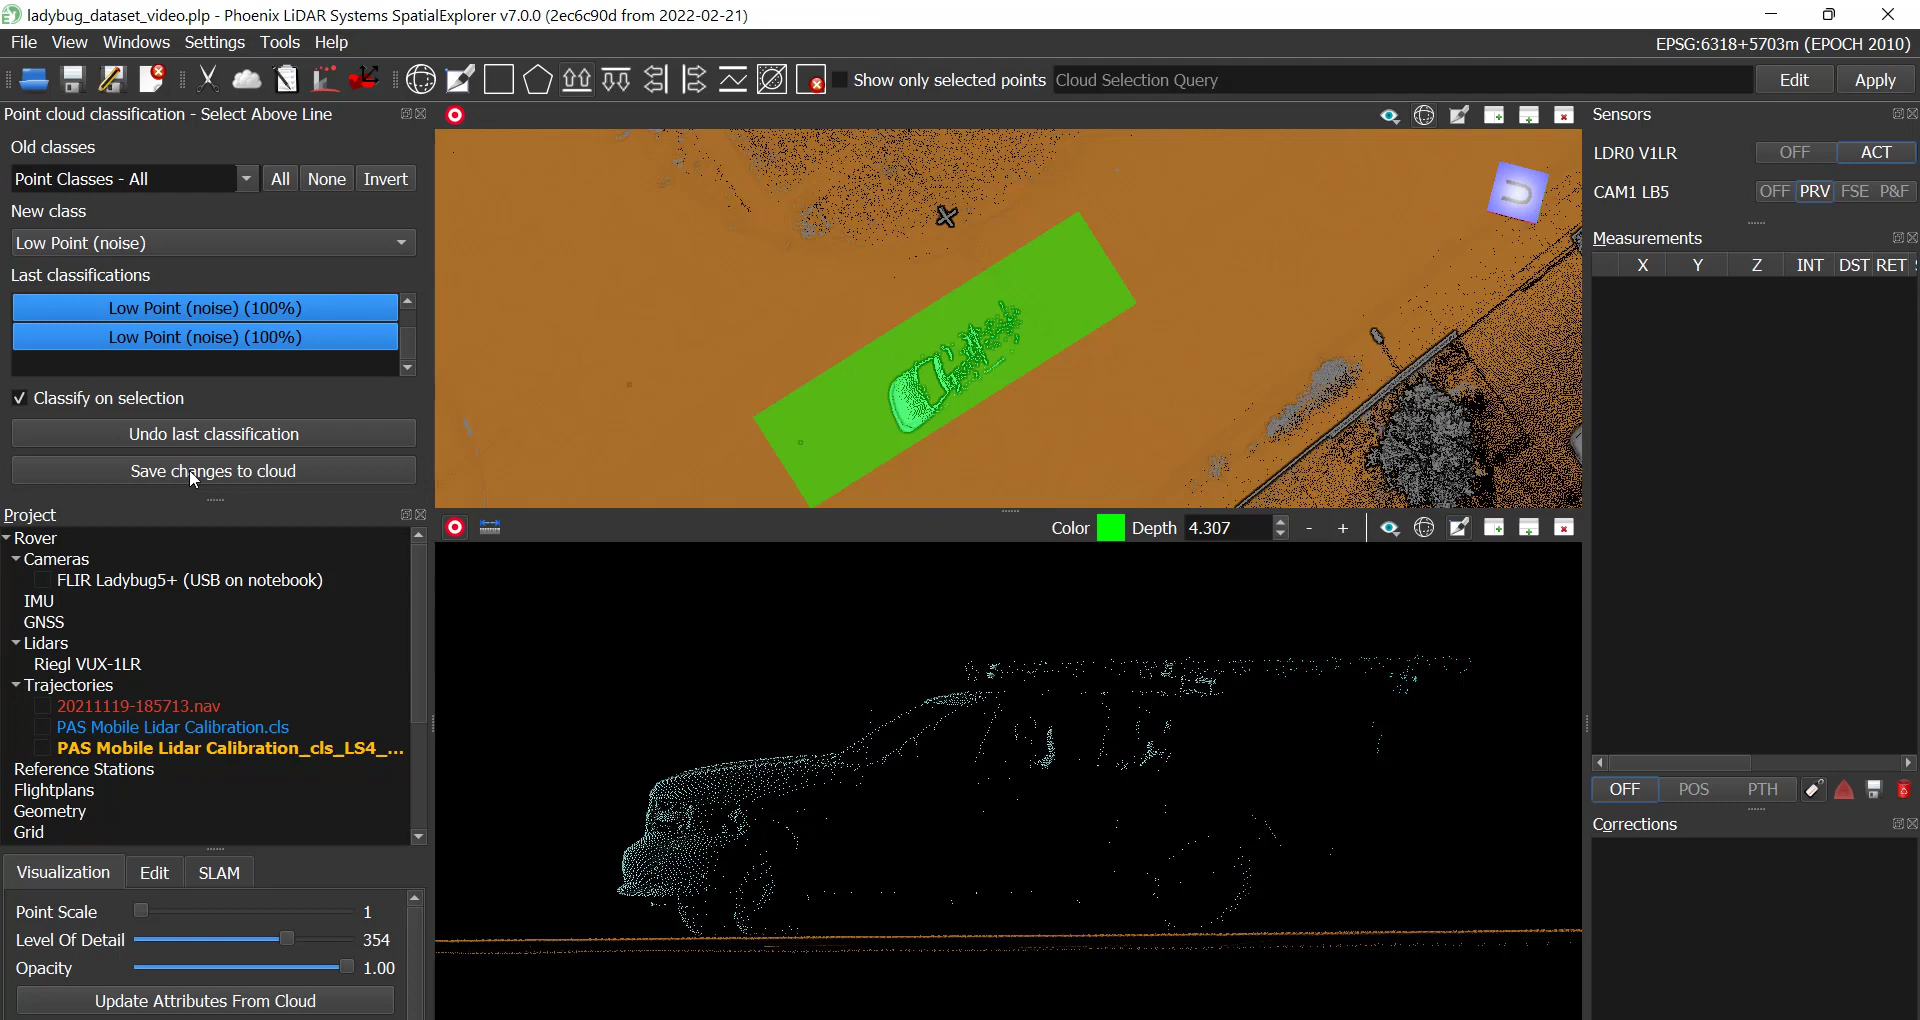 ladybug_dataset_video.plp - Phoenix LiDAR Systems SpatialExplorer v7.0.0 (2ec6c90d from 2022-02-21)
File View Windows Settings Tools Help EPSG:6318+5703m (EPOCH 2010)
Show only selected points Cloud Selection Query Edit Apply
Point cloud classification - Select Above Line
Old classes
Point Classes - All All None Invert
New class
Low Point (noise)
Last classifications
Low Point (noise) (100%)
Low Point (noise) (100%)
Classify on selection
Undo last classification
Save changes to cloud
Project
Rover
Cameras
FLIR Ladybug5+ (USB on notebook)
IMU
GNSS
Lidars
Riegl VUX-1LR
Trajectories
20211119-185713.nav
PAS Mobile Lidar Calibration.cls
PAS Mobile Lidar Calibration_cls_LS4_...
Reference Stations
Flightplans
Geometry
Grid
Visualization Edit SLAM
Point Scale 1
Level Of Detail 354
Opacity 1.00
Update Attributes From Cloud
Color Depth 4.307 - +
Sensors
LDR0 V1LR OFF ACT
CAM1 LB5 OFF PRV FSE P&F
Measurements
X Y Z INT DST RET
OFF POS PTH
Corrections